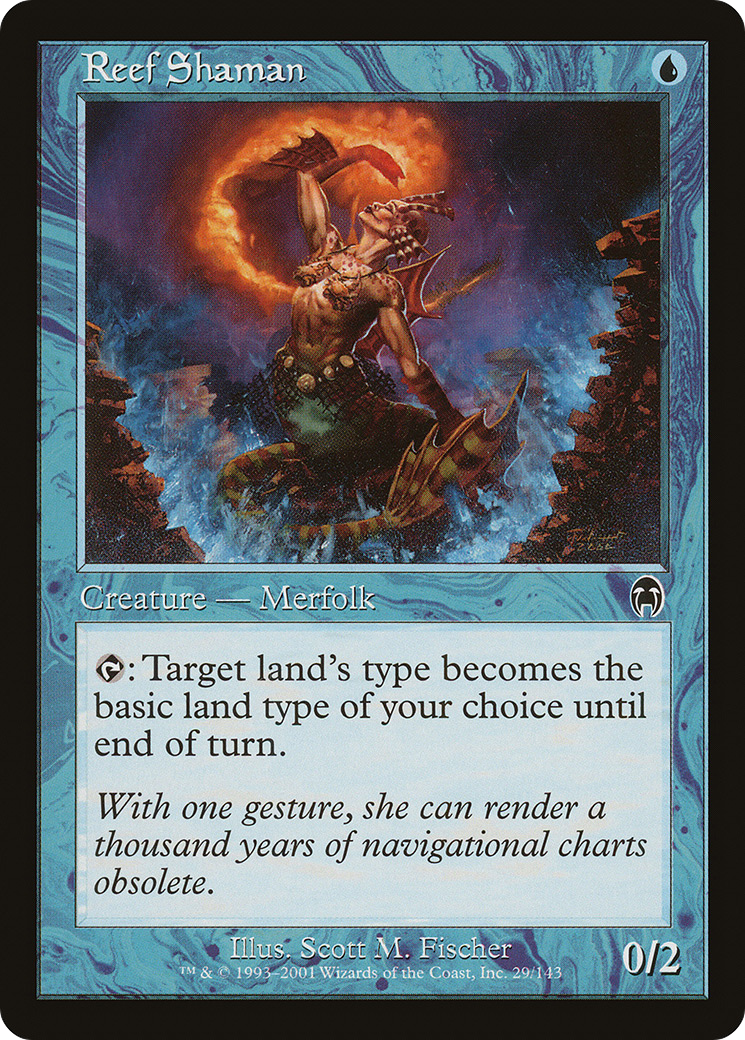 Reef Shaman
2000
Creature — Merfolk
: Target land's type becomes the
basic land type of your choice until
end of turn.
With one gesture, she can render a
thousand years of navigational charts
obsolete.
Illus. Scott M. Fischer
™ & © 1993–2001 Wizards of the Coast, Inc. 29/143
0/2